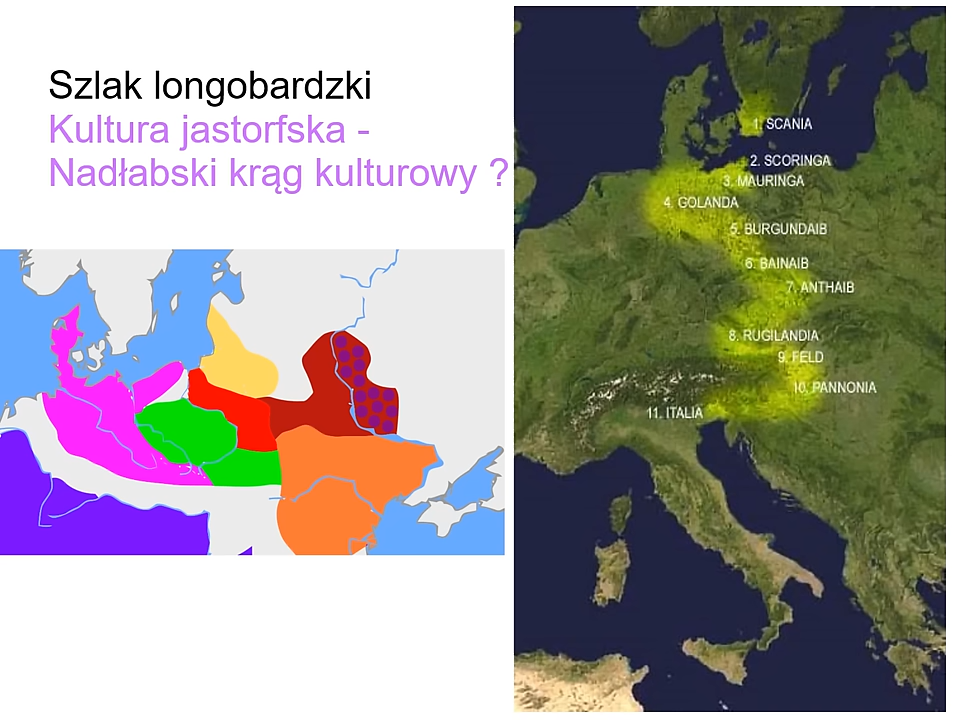 Szlak longobardzki
Kultura jastorfska -
Nadłabski krąg kulturowy ?
1. SCANIA
2. SCORINGA
3. MAURINGA
4. GOLANDA
5. BURGUNDAIB
6. BAINAIB
7. ANTHAIB
8. RUGILANDIA
9. FELD
10. PANNONIA
11. ITALIA